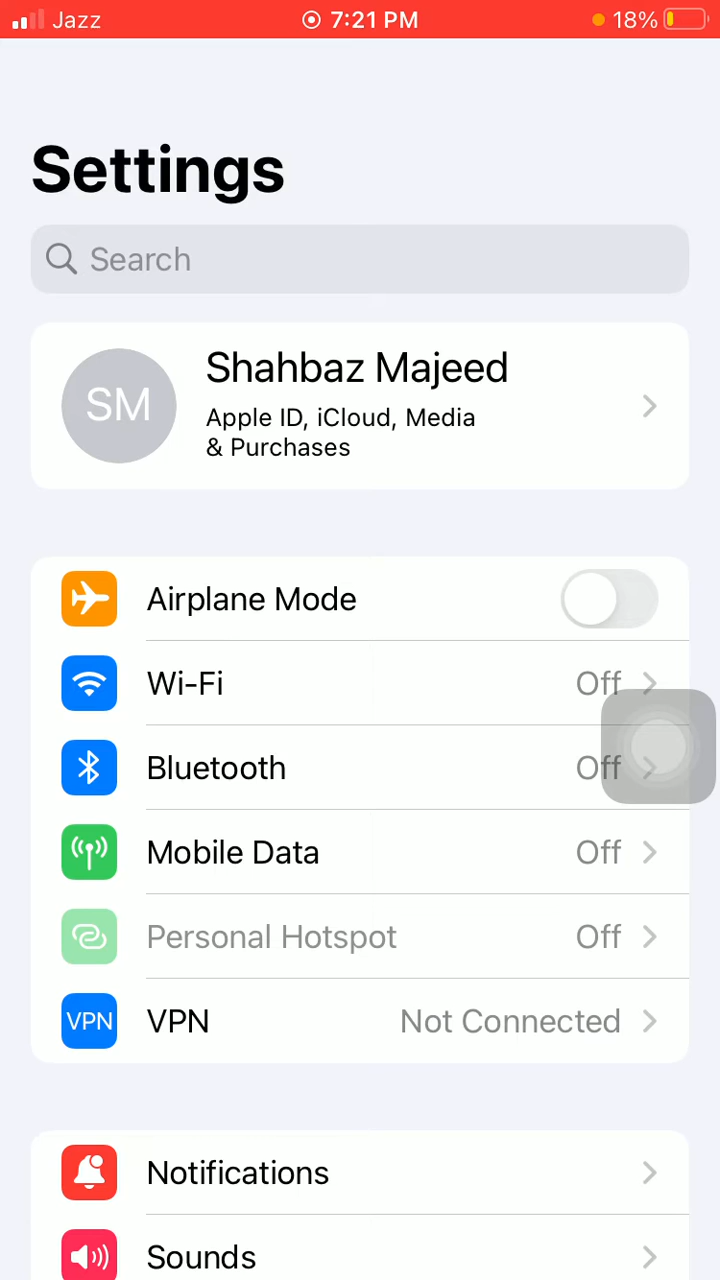 Jazz 7:21 PM 18%
Settings
Search
SM
Shahbaz Majeed
Apple ID, iCloud, Media
& Purchases
Airplane Mode
Wi-Fi Off
Bluetooth Off
Mobile Data Off
Personal Hotspot Off
VPN VPN Not Connected
Notifications
Sounds